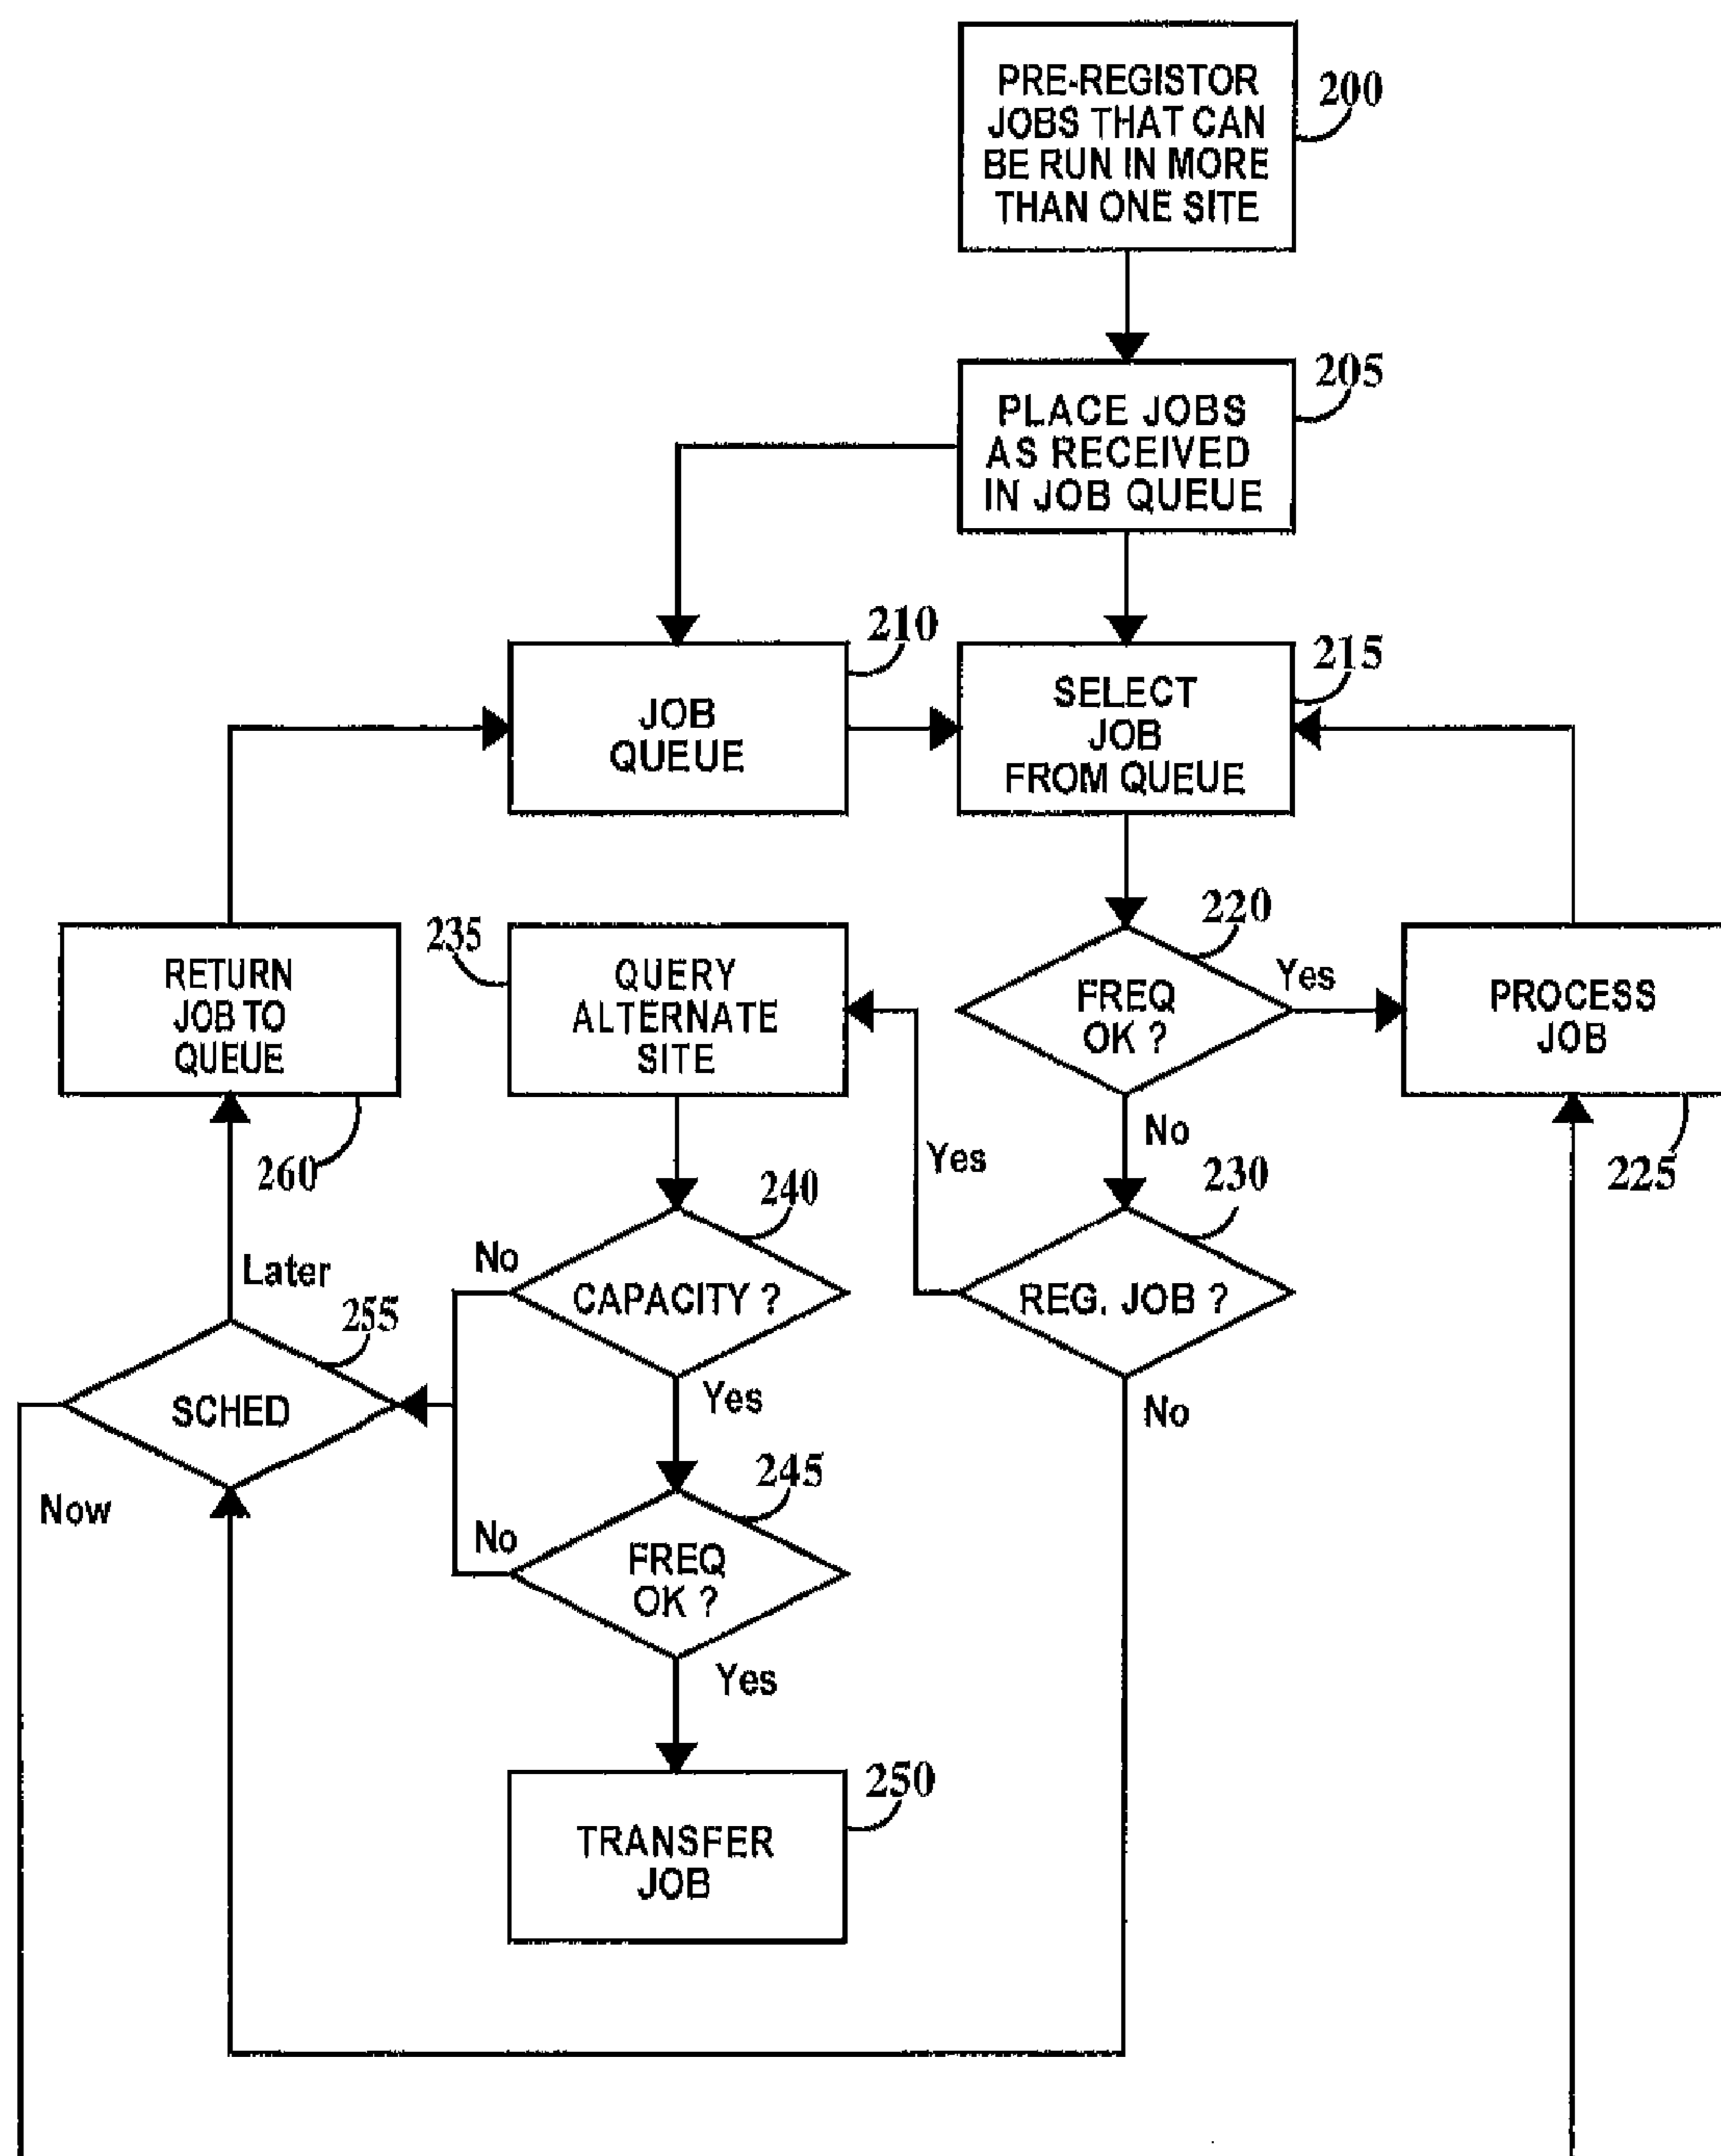 PRE-REGISTOR
JOBS THAT CAN
BE RUN IN MORE
THAN ONE SITE
200
PLACE JOBS
AS RECEIVED
IN JOB QUEUE
205
JOB
QUEUE
210
SELECT
JOB
FROM QUEUE
215
RETURN
JOB TO
QUEUE
260
235
QUERY
ALTERNATE
SITE
FREQ
OK ?
220
Yes
No
PROCESS
JOB
225
Yes
REG. JOB ?
230
No
CAPACITY ?
240
No
Yes
Later
SCHED
255
Now
FREQ
OK ?
245
No
Yes
TRANSFER
JOB
250